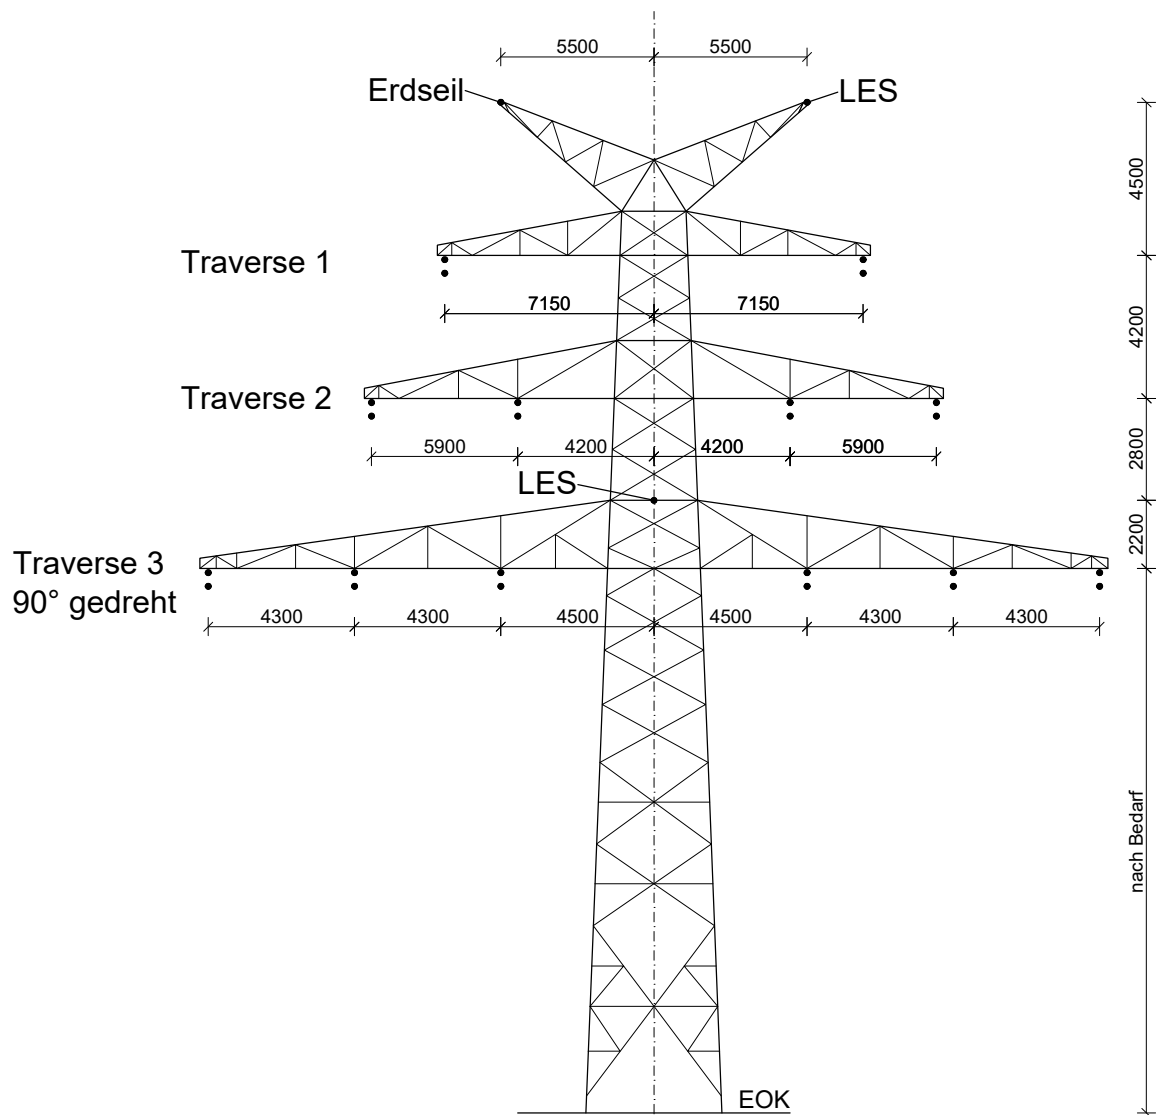 5500 5500
Erdseil LES
4500
Traverse 1
7150 7150
4200
Traverse 2
5900 4200 4200 5900
2800
LES
2200
Traverse 3
90° gedreht
4300 4300 4500 4500 4300 4300
nach Bedarf
EOK